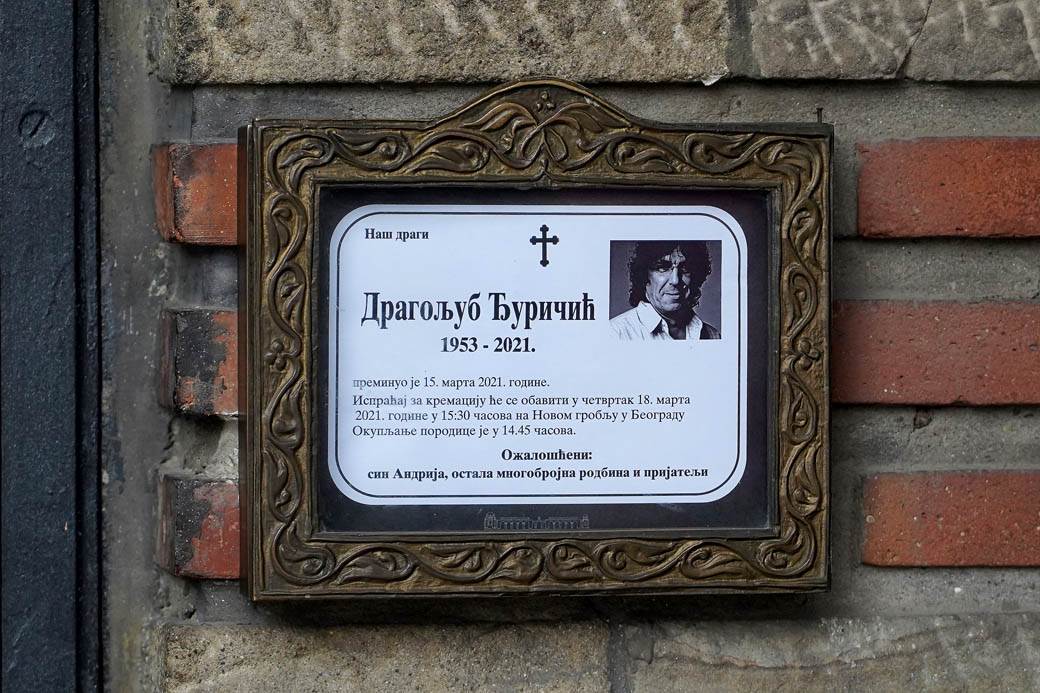 Наш драги
Драгољуб Ђуричић
1953 - 2021.
преминуо је 15. марта 2021. године.
Испраћај за кремацију ће се обавити у четвртак 18. марта
2021. године у 15:30 часова на Новом гробљу у Београду
Окупљање породице је у 14.45 часова.
Ожалошћени:
син Андрија, остала многобројна родбина и пријатељи